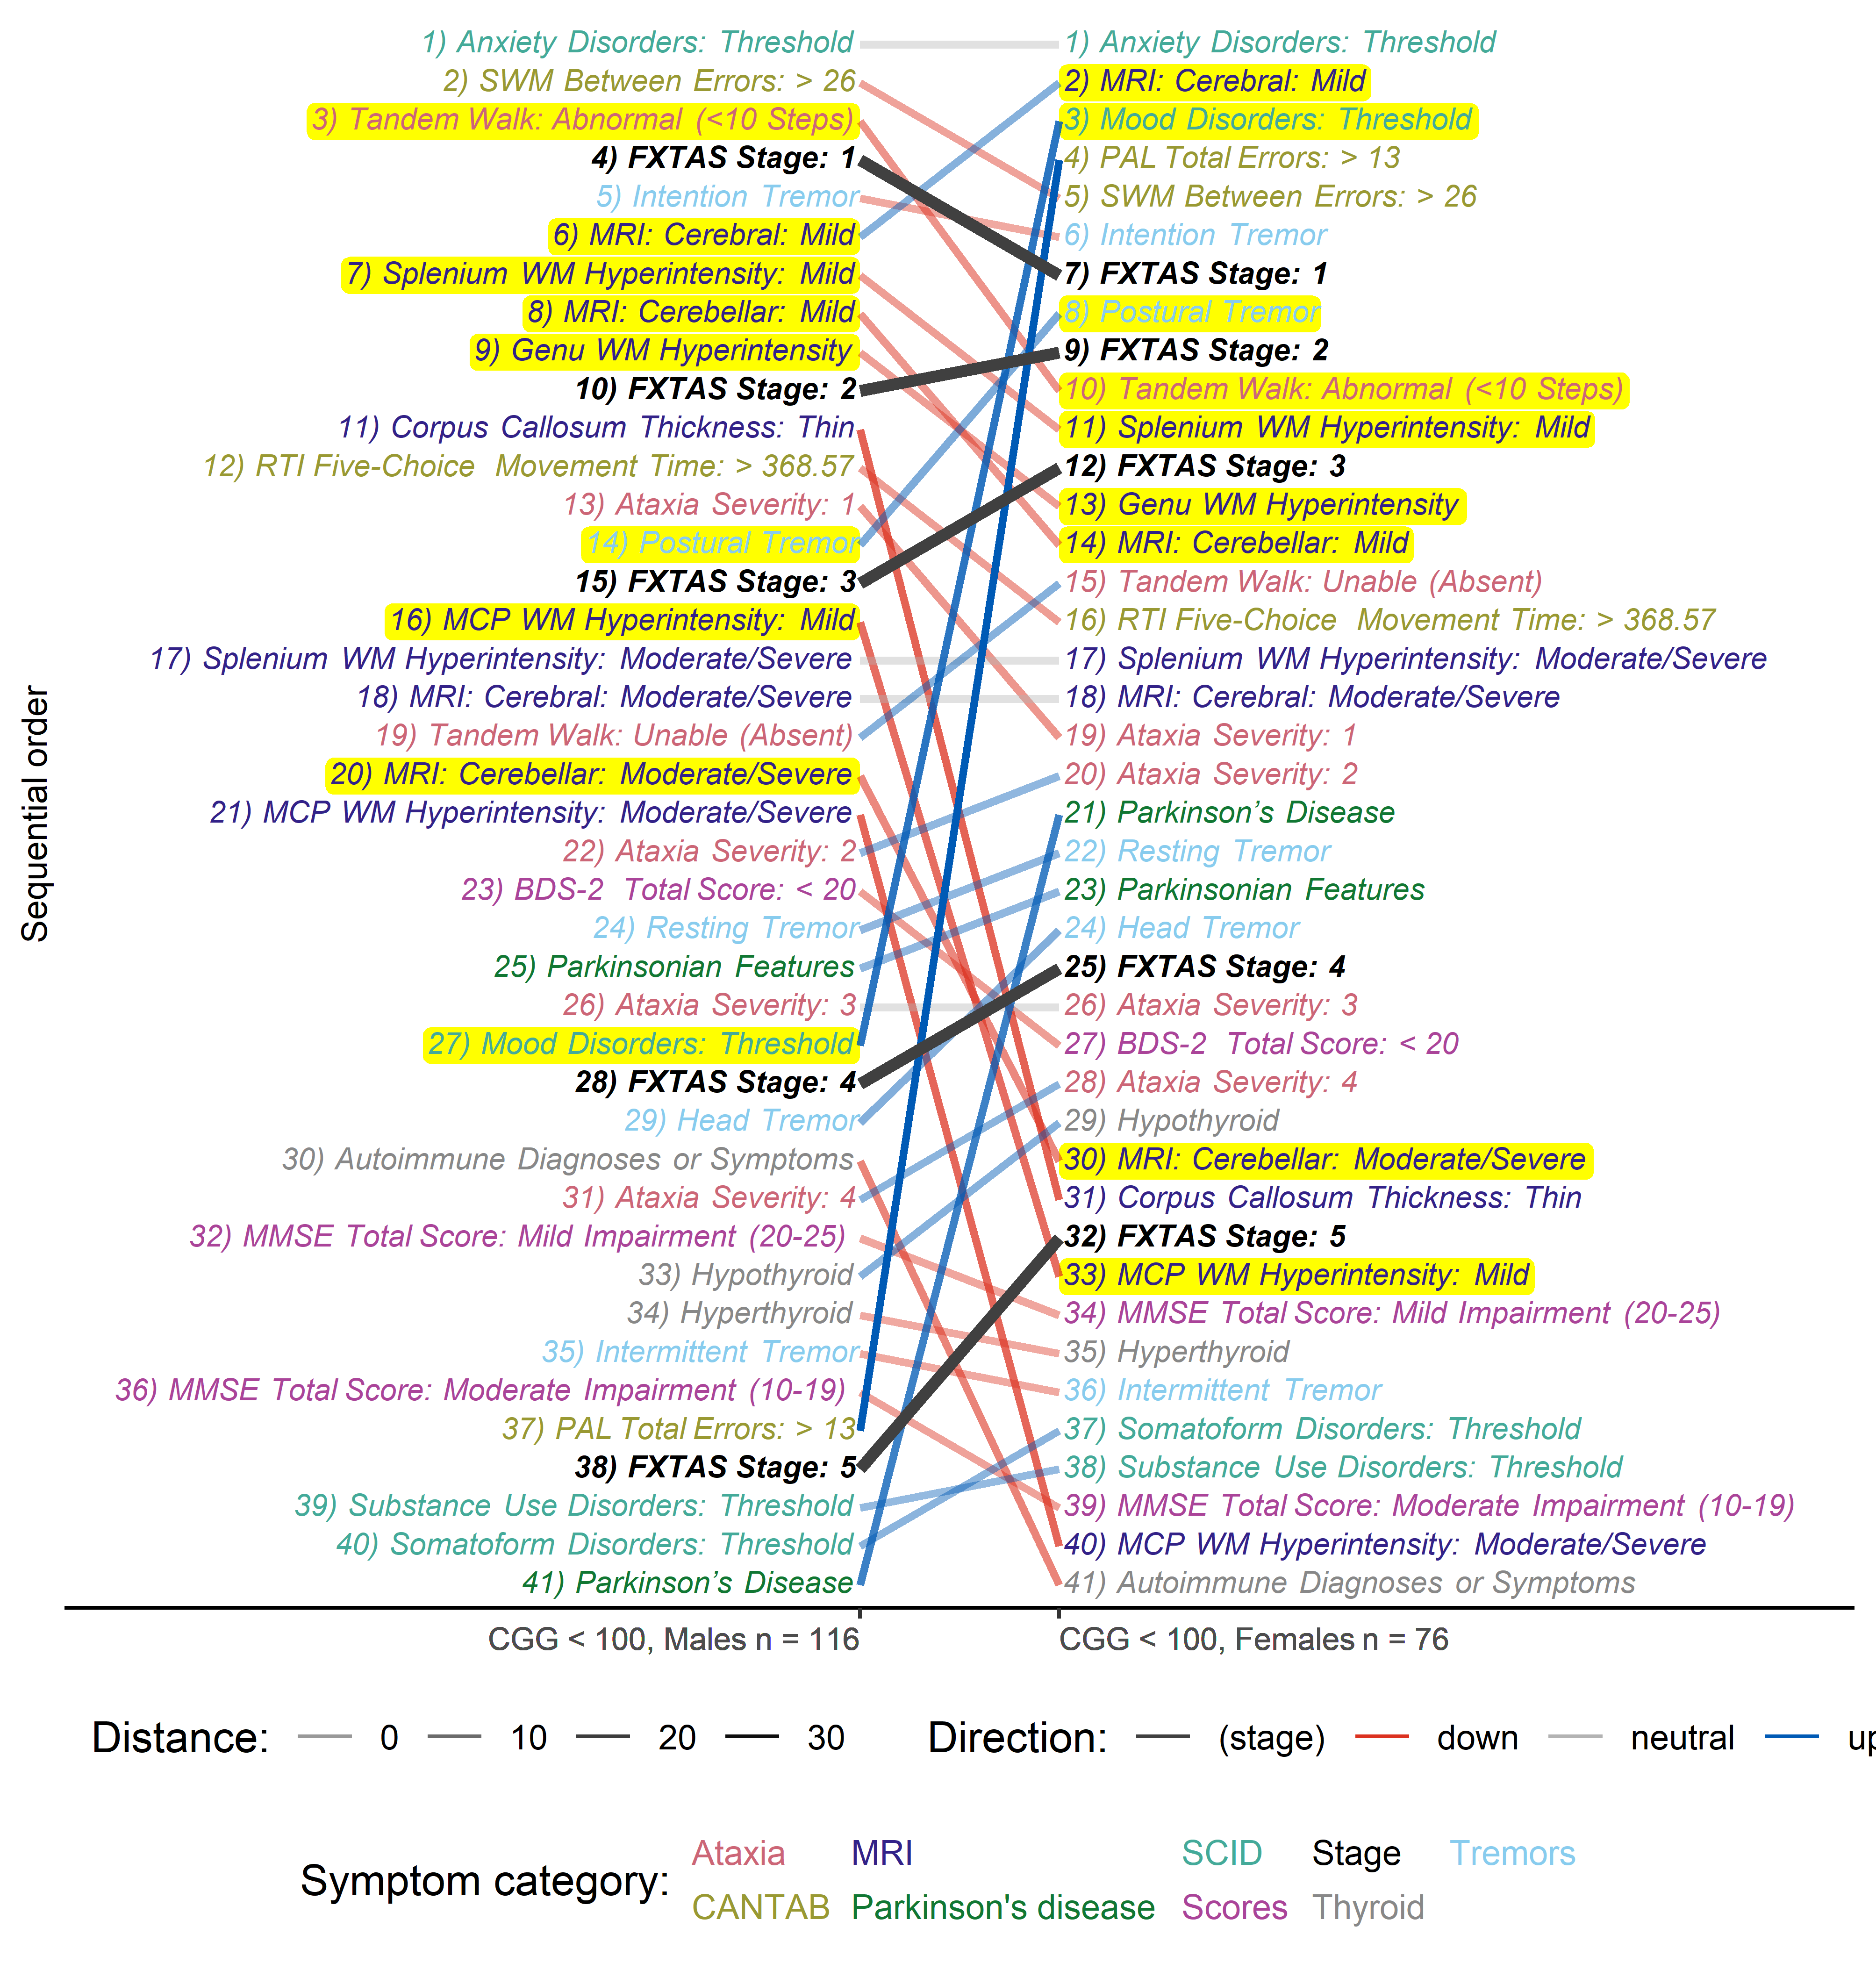 Sequential order
1) Anxiety Disorders: Threshold
2) SWM Between Errors: > 26
3) Tandem Walk: Abnormal (<10 Steps)
4) FXTAS Stage: 1
5) Intention Tremor
6) MRI: Cerebral: Mild
7) Splenium WM Hyperintensity: Mild
8) MRI: Cerebellar: Mild
9) Genu WM Hyperintensity
10) FXTAS Stage: 2
11) Corpus Callosum Thickness: Thin
12) RTI Five-Choice Movement Time: > 368.57
13) Ataxia Severity: 1
14) Postural Tremor
15) FXTAS Stage: 3
16) MCP WM Hyperintensity: Mild
17) Splenium WM Hyperintensity: Moderate/Severe
18) MRI: Cerebral: Moderate/Severe
19) Tandem Walk: Unable (Absent)
20) MRI: Cerebellar: Moderate/Severe
21) MCP WM Hyperintensity: Moderate/Severe
22) Ataxia Severity: 2
23) BDS-2 Total Score: < 20
24) Resting Tremor
25) Parkinsonian Features
26) Ataxia Severity: 3
27) Mood Disorders: Threshold
28) FXTAS Stage: 4
29) Head Tremor
30) Autoimmune Diagnoses or Symptoms
31) Ataxia Severity: 4
32) MMSE Total Score: Mild Impairment (20-25)
33) Hypothyroid
34) Hyperthyroid
35) Intermittent Tremor
36) MMSE Total Score: Moderate Impairment (10-19)
37) PAL Total Errors: > 13
38) FXTAS Stage: 5
39) Substance Use Disorders: Threshold
40) Somatoform Disorders: Threshold
41) Parkinson's Disease
1) Anxiety Disorders: Threshold
2) MRI: Cerebral: Mild
3) Mood Disorders: Threshold
4) PAL Total Errors: > 13
5) SWM Between Errors: > 26
6) Intention Tremor
7) FXTAS Stage: 1
8) Postural Tremor
9) FXTAS Stage: 2
10) Tandem Walk: Abnormal (<10 Steps)
11) Splenium WM Hyperintensity: Mild
12) FXTAS Stage: 3
13) Genu WM Hyperintensity
14) MRI: Cerebellar: Mild
15) Tandem Walk: Unable (Absent)
16) RTI Five-Choice Movement Time: > 368.57
17) Splenium WM Hyperintensity: Moderate/Severe
18) MRI: Cerebral: Moderate/Severe
19) Ataxia Severity: 1
20) Ataxia Severity: 2
21) Parkinson's Disease
22) Resting Tremor
23) Parkinsonian Features
24) Head Tremor
25) FXTAS Stage: 4
26) Ataxia Severity: 3
27) BDS-2 Total Score: < 20
28) Ataxia Severity: 4
29) Hypothyroid
30) MRI: Cerebellar: Moderate/Severe
31) Corpus Callosum Thickness: Thin
32) FXTAS Stage: 5
33) MCP WM Hyperintensity: Mild
34) MMSE Total Score: Mild Impairment (20-25)
35) Hyperthyroid
36) Intermittent Tremor
37) Somatoform Disorders: Threshold
38) Substance Use Disorders: Threshold
39) MMSE Total Score: Moderate Impairment (10-19)
40) MCP WM Hyperintensity: Moderate/Severe
41) Autoimmune Diagnoses or Symptoms
CGG < 100, Males n = 116
CGG < 100, Females n = 76
Distance: 0 10 20 30 Direction: (stage) down neutral up
Symptom category:
Ataxia MRI SCID Stage Tremors
CANTAB Parkinson's disease Scores Thyroid